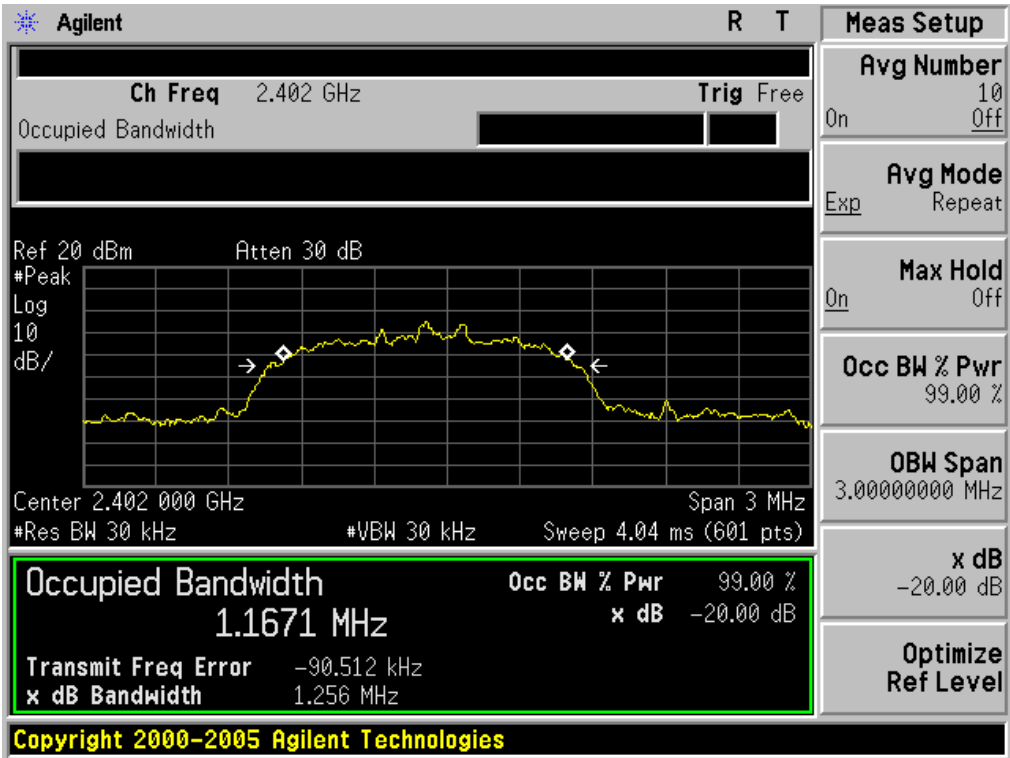 Agilent R T
Ch Freq 2.402 GHz Trig Free
Occupied Bandwidth
Ref 20 dBm Atten 30 dB
#Peak
Log
10
dB/
Center 2.402 000 GHz Span 3 MHz
#Res BW 30 kHz #VBW 30 kHz Sweep 4.04 ms (601 pts)
Occupied Bandwidth Occ BW % Pwr 99.00 %
1.1671 MHz x dB -20.00 dB
Transmit Freq Error -90.512 kHz
x dB Bandwidth 1.256 MHz
Copyright 2000-2005 Agilent Technologies
Meas Setup
Avg Number
10
On Off
Avg Mode
Exp Repeat
Max Hold
On Off
Occ BW % Pwr
99.00 %
OBW Span
3.00000000 MHz
x dB
-20.00 dB
Optimize
Ref Level